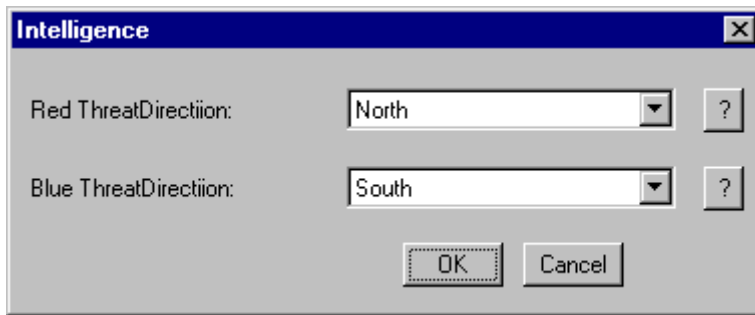 Intelligence
Red ThreatDirectiion: North ?
Blue ThreatDirectiion: South ?
OK Cancel